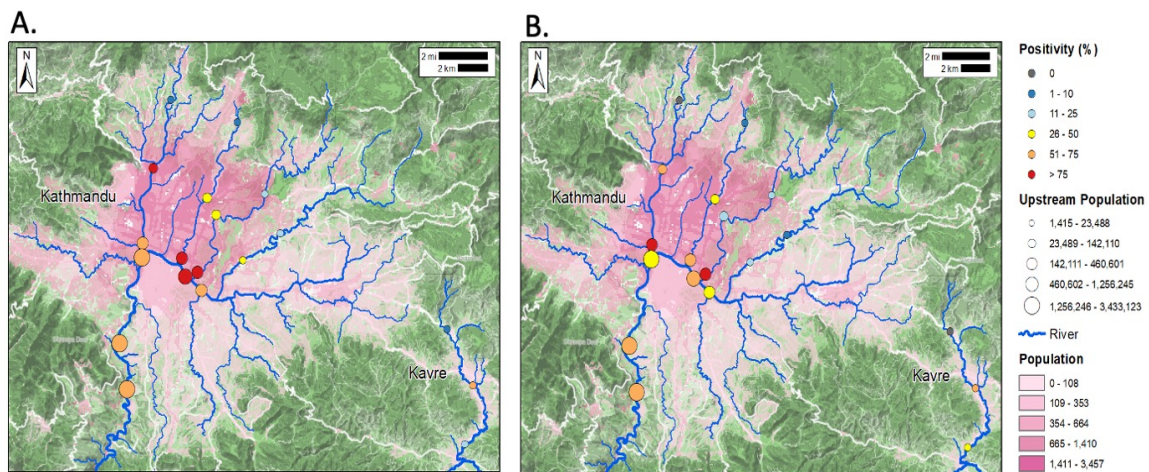 A.
B.
N
2 mi
2 km
Kathmandu
Kavre
N
2 mi
2 km
Kathmandu
Kavre
Positivity (%)
0
1 - 10
11 - 25
26 - 50
51 - 75
> 75
Upstream Population
1,415 - 23,488
23,489 - 142,110
142,111 - 460,601
460,602 - 1,256,245
1,256,246 - 3,433,123
River
Population
0 - 108
109 - 353
354 - 664
665 - 1,410
1,411 - 3,457